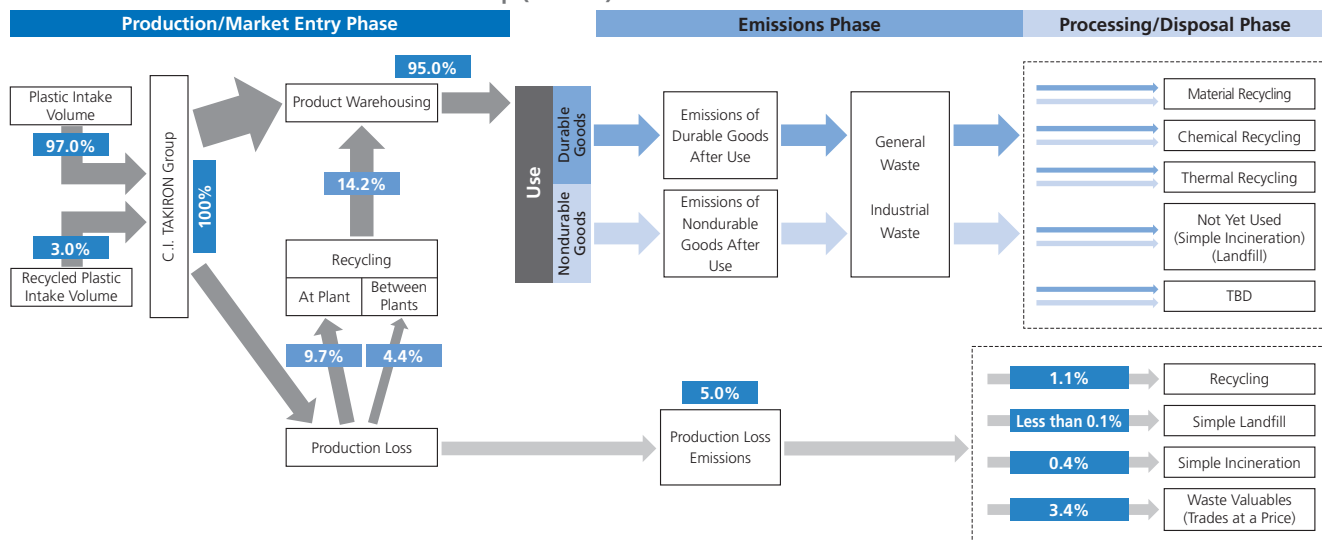 Production/Market Entry Phase
Emissions Phase
Processing/Disposal Phase
Plastic Intake
Volume
97.0%
3.0%
Recycled Plastic
Intake Volume
C.I. TAKIRON Group
100%
95.0%
Product Warehousing
14.2%
Recycling
At Plant
Between
Plants
9.7%
4.4%
Production Loss
Use
Durable
Goods
Nondurable
Goods
Emissions of
Durable Goods
After Use
Emissions of
Nondurable
Goods After
Use
General
Waste
Industrial
Waste
Material Recycling
Chemical Recycling
Thermal Recycling
Not Yet Used
(Simple Incineration)
(Landfill)
TBD
5.0%
Production Loss
Emissions
1.1%
Recycling
Less than 0.1%
Simple Landfill
0.4%
Simple Incineration
3.4%
Waste Valuables
(Trades at a Price)